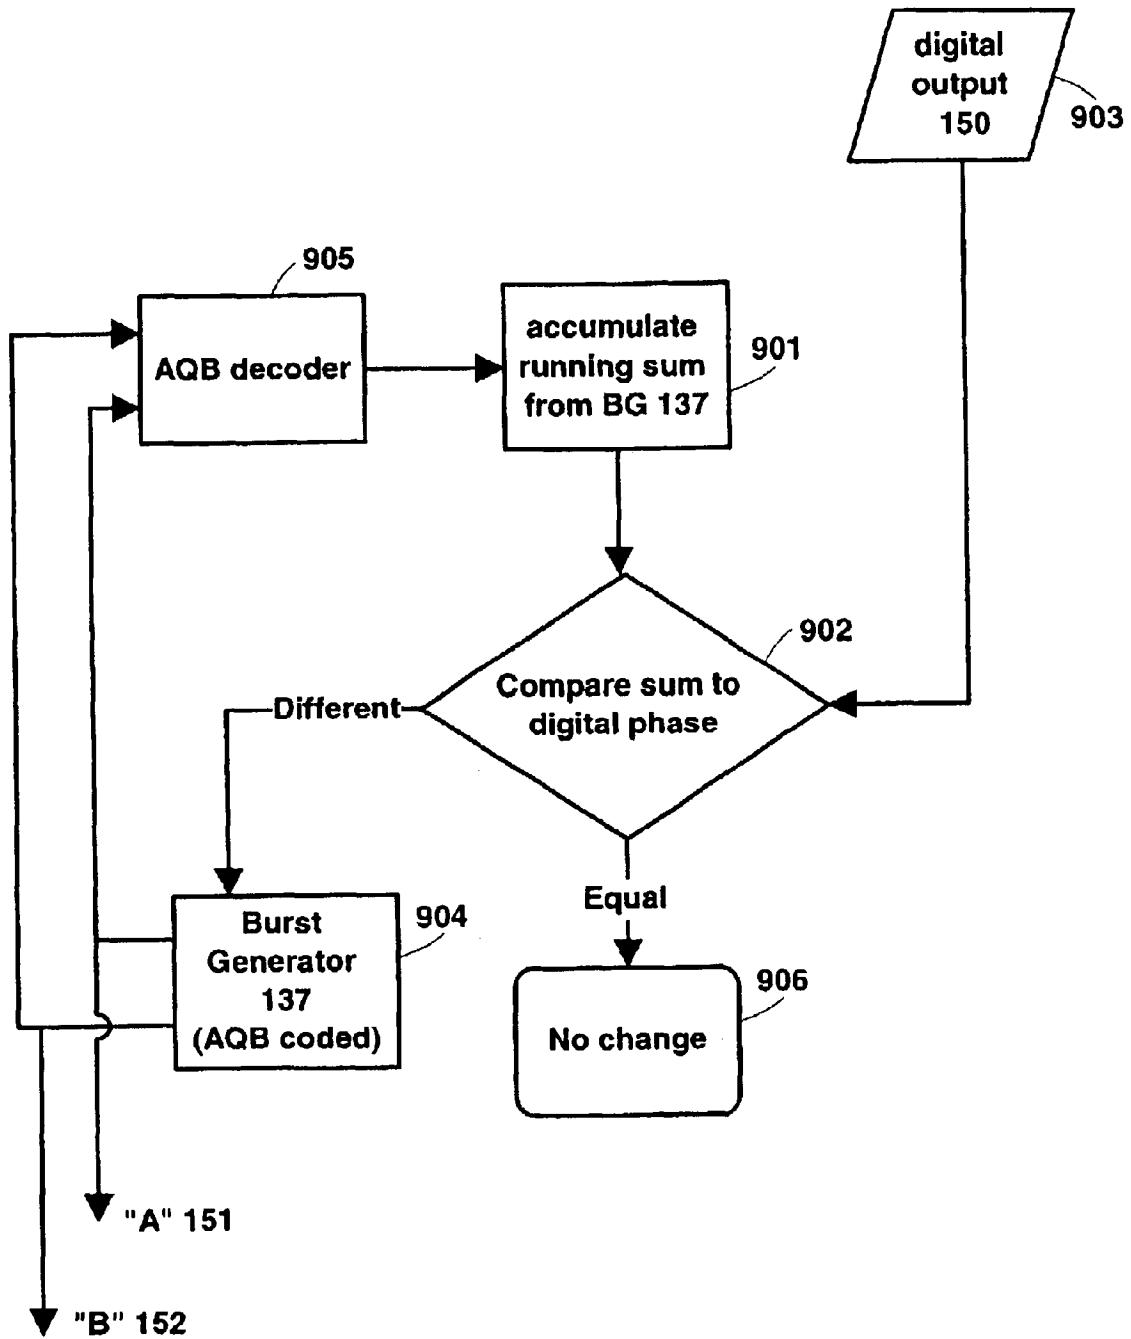 digital
output
150
903
905
AQB decoder
accumulate
running sum
from BG 137
901
902
Compare sum to
digital phase
Different
Equal
Burst
Generator
137
(AQB coded)
904
906
No change
"A" 151
"B" 152